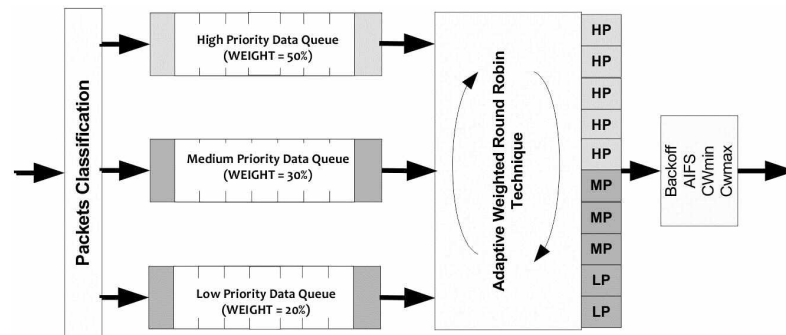 Packets Classification
High Priority Data Queue
(WEIGHT = 50%)
Medium Priority Data Queue
(WEIGHT = 30%)
Low Priority Data Queue
(WEIGHT = 20%)
Adaptive Weighted Round Robin
Technique
HP
HP
HP
HP
HP
MP
MP
MP
LP
LP
Backoff
AIFS
CWmin
Cwmax